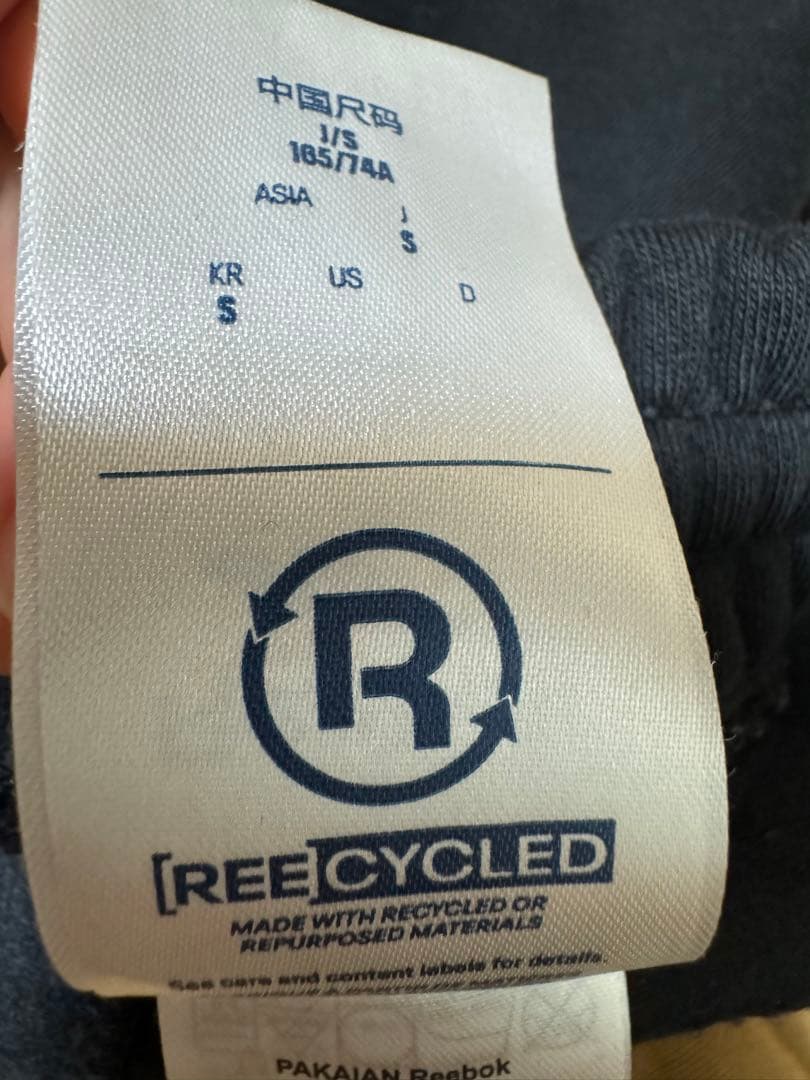 中国尺码
J/S
165/74A
ASIA J
S
KR US D
S
R
[REE]CYCLED
MADE WITH RECYCLED OR
REPURPOSED MATERIALS
See care and content labels for details.
PAKAIAN Reebok